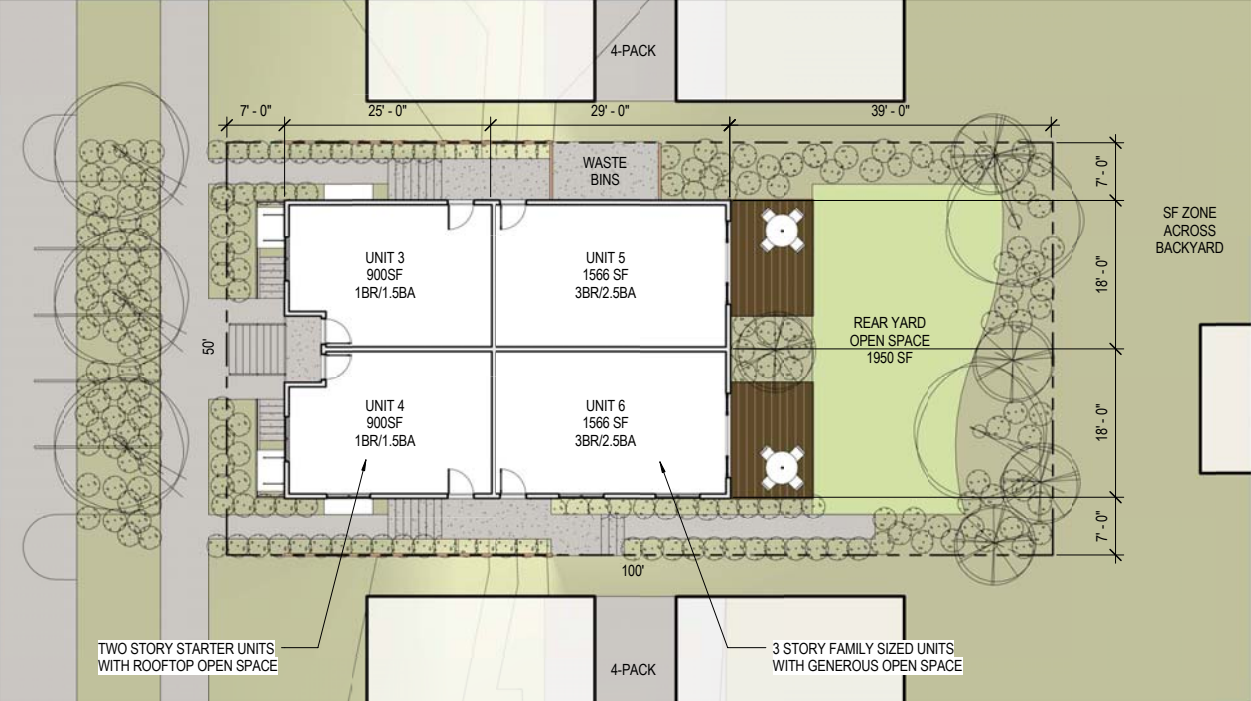 4-PACK
7' - 0"
25' - 0"
29' - 0"
39' - 0"
WASTE
BINS
7' - 0"
SF ZONE
ACROSS
BACKYARD
UNIT 3
900SF
1BR/1.5BA
UNIT 5
1566 SF
3BR/2.5BA
18' - 0"
REAR YARD
OPEN SPACE
1950 SF
50'
UNIT 4
900SF
1BR/1.5BA
UNIT 6
1566 SF
3BR/2.5BA
18' - 0"
7' - 0"
100'
TWO STORY STARTER UNITS
WITH ROOFTOP OPEN SPACE
3 STORY FAMILY SIZED UNITS
WITH GENEROUS OPEN SPACE
4-PACK